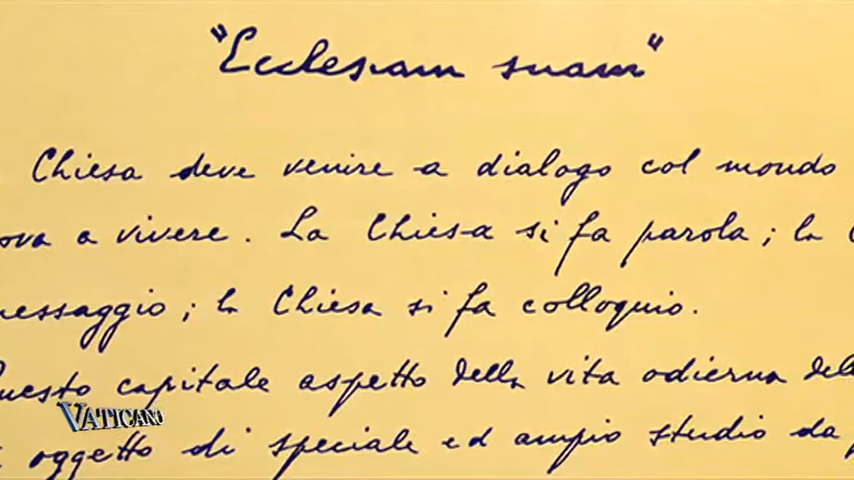 "Ecclesiam suam"
Chiesa deve venire a dialogo col mondo
ova a vivere. La Chiesa si fa parola; la
essaggio; la Chiesa si fa colloquio.
uesto capitale aspetto della vita odierna dell
VATICANO
oggetto di speciale ed ampio studio da